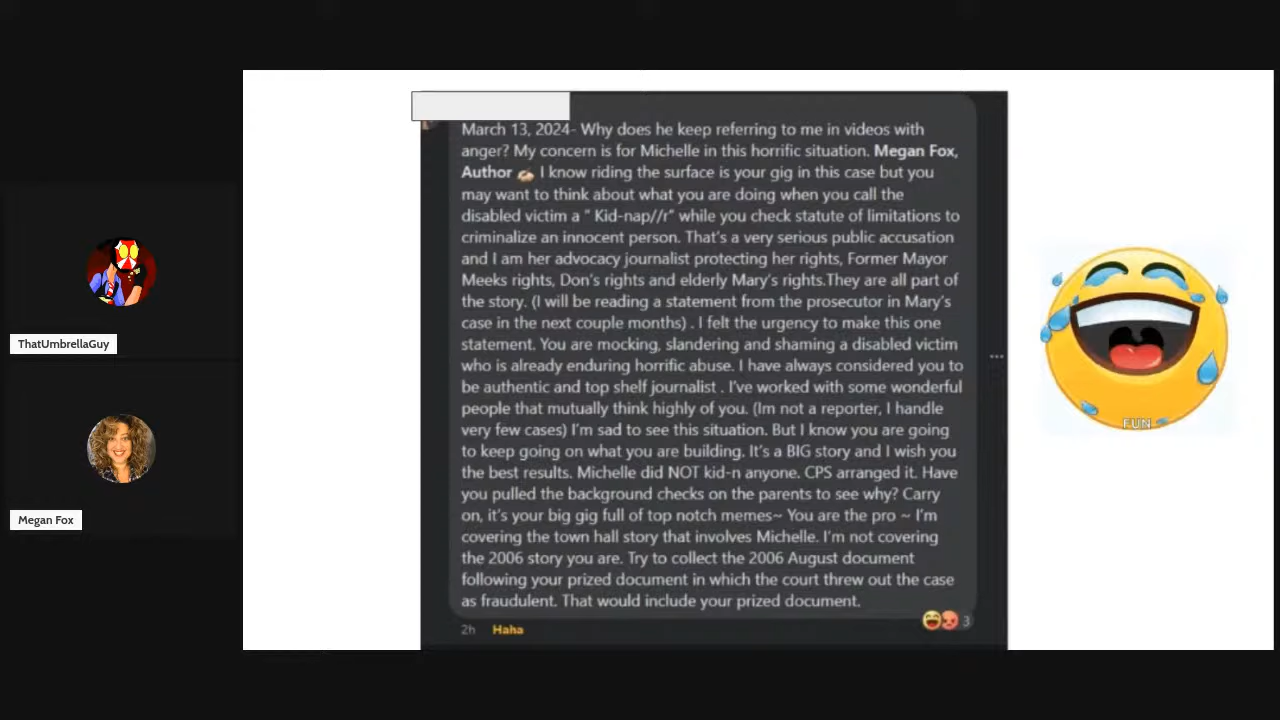 ThatUmbrellaGuy
Megan Fox
March 13, 2024- Why does he keep referring to me in videos with
anger? My concern is for Michelle in this horrific situation. Megan Fox,
Author ✍🏻 I know riding the surface is your gig in this case but you
may want to think about what you are doing when you call the
disabled victim a " Kid-nap//r" while you check statute of limitations to
criminalize an innocent person. That's a very serious public accusation
and I am her advocacy journalist protecting her rights, Former Mayor
Meeks rights, Don's rights and elderly Mary's rights.They are all part of
the story. (I will be reading a statement from the prosecutor in Mary's
case in the next couple months) . I felt the urgency to make this one
statement. You are mocking, slandering and shaming a disabled victim
who is already enduring horrific abuse. I have always considered you to
be authentic and top shelf journalist . I've worked with some wonderful
people that mutually think highly of you. (Im not a reporter, I handle
very few cases) I'm sad to see this situation. But I know you are going
to keep going on what you are building. It's a BIG story and I wish you
the best results. Michelle did NOT kid-n anyone. CPS arranged it. Have
you pulled the background checks on the parents to see why? Carry
on, it's your big gig full of top notch memes~ You are the pro ~ I'm
covering the town hall story that involves Michelle. I'm not covering
the 2006 story you are. Try to collect the 2006 August document
following your prized document in which the court threw out the case
as fraudulent. That would include your prized document.
2h Haha
3
FUN